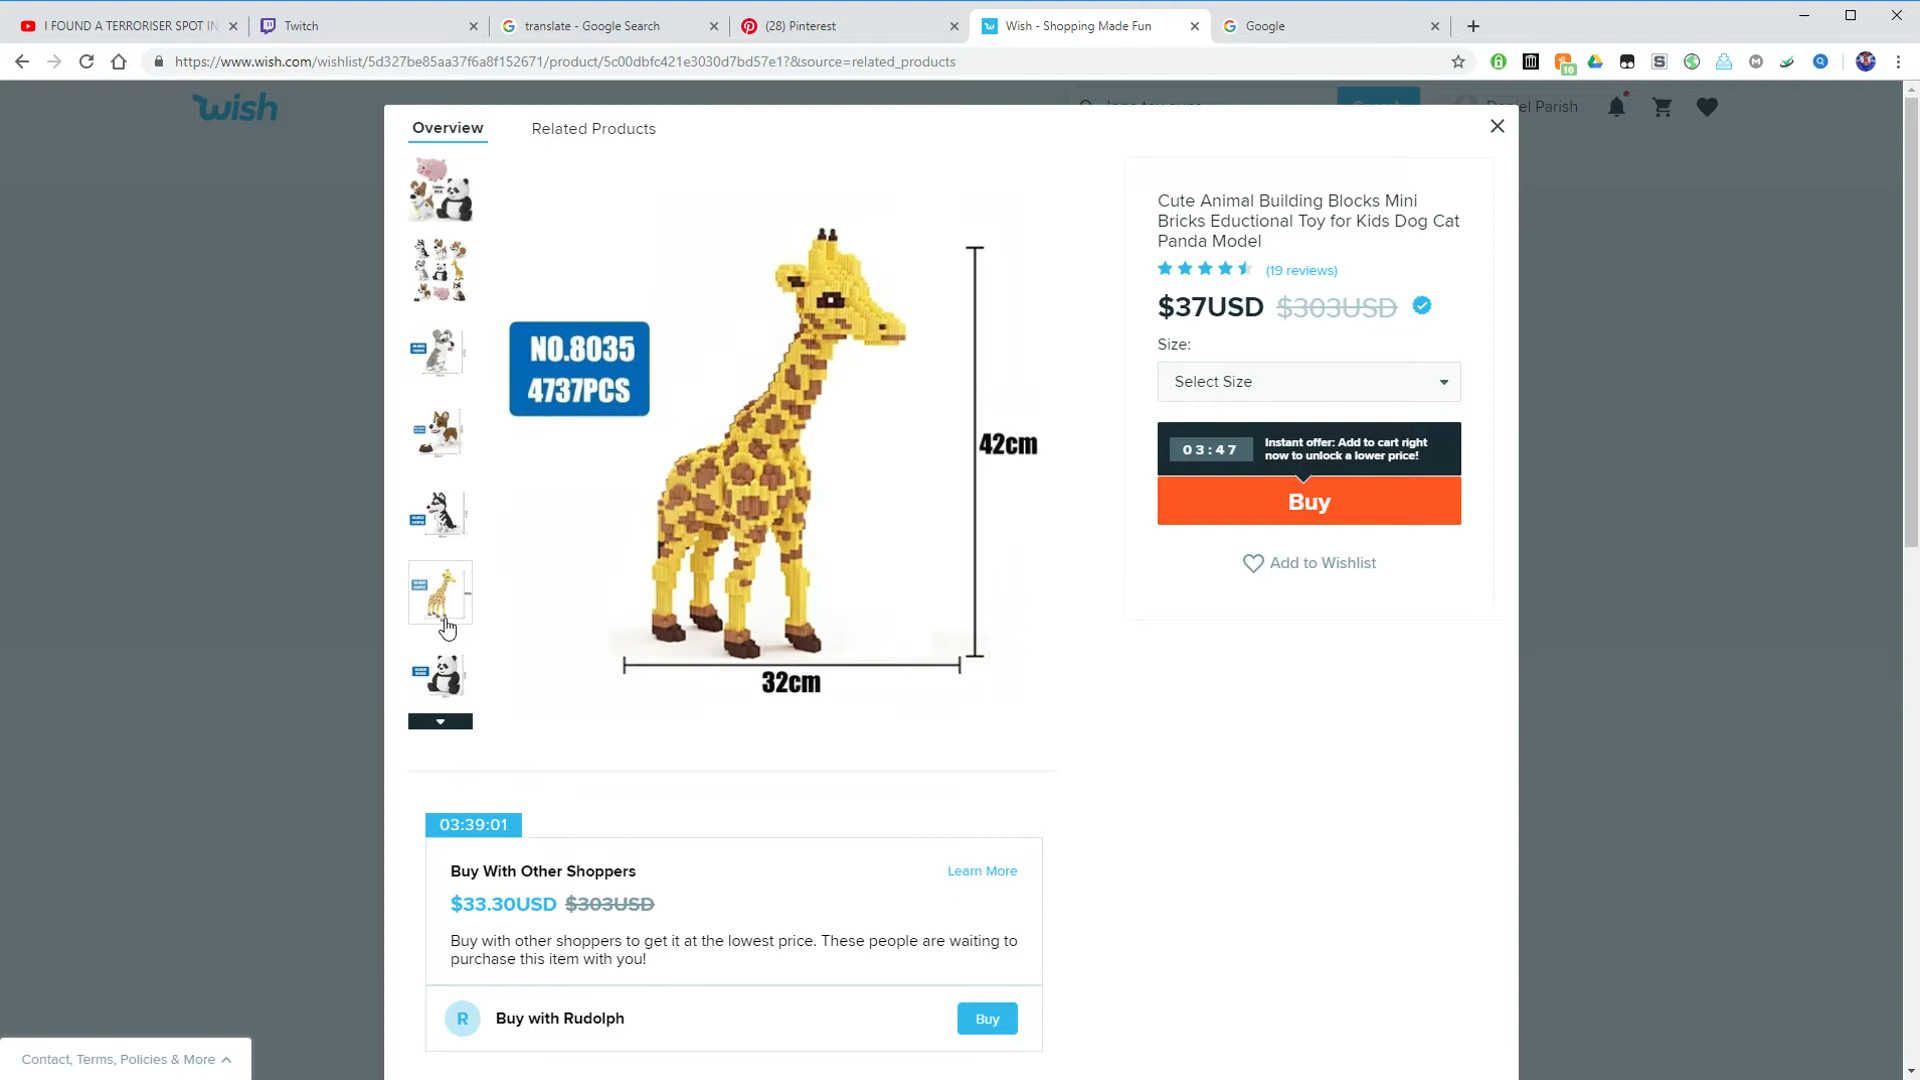 I FOUND A TERRORISER SPOT IN
Twitch
translate - Google Search
(28) Pinterest
Wish - Shopping Made Fun
Google
https://www.wish.com/wishlist/5d327be85aa37f6a8f152671/product/5c00dbfc421e3030d7bd57e1?&source=related_products
10
wish
el Parish
Overview
Related Products
NO.8035
4737PCS
42cm
32cm
Cute Animal Building Blocks Mini
Bricks Eductional Toy for Kids Dog Cat
Panda Model
(19 reviews)
$37USD $303USD
Size:
Select Size
03:47
Instant offer: Add to cart right
now to unlock a lower price!
Buy
Add to Wishlist
03:39:01
Buy With Other Shoppers
Learn More
$33.30USD $303USD
Buy with other shoppers to get it at the lowest price. These people are waiting to
purchase this item with you!
R
Buy with Rudolph
Buy
Contact, Terms, Policies & More